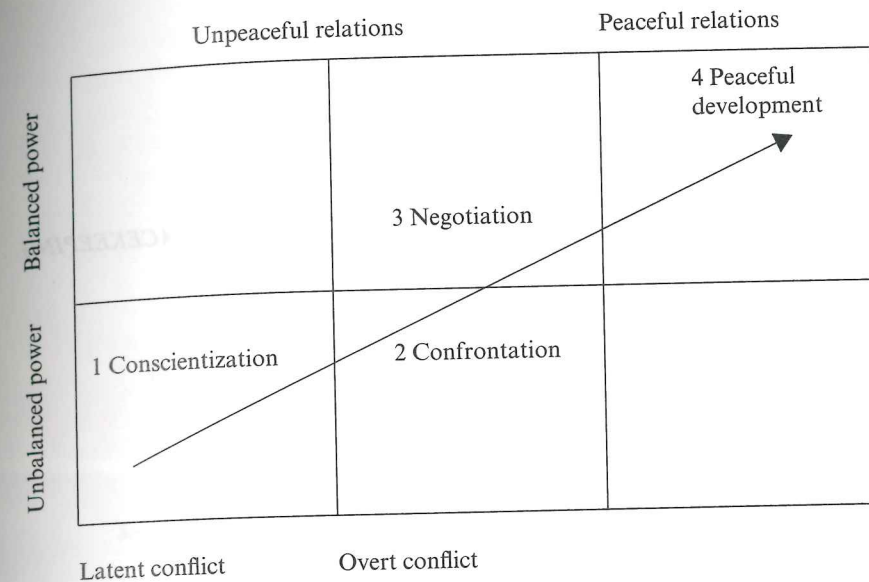 Unpeaceful relations
Peaceful relations
Balanced power
4 Peaceful
development
3 Negotiation
Unbalanced power
1 Conscientization
2 Confrontation
Latent conflict
Overt conflict